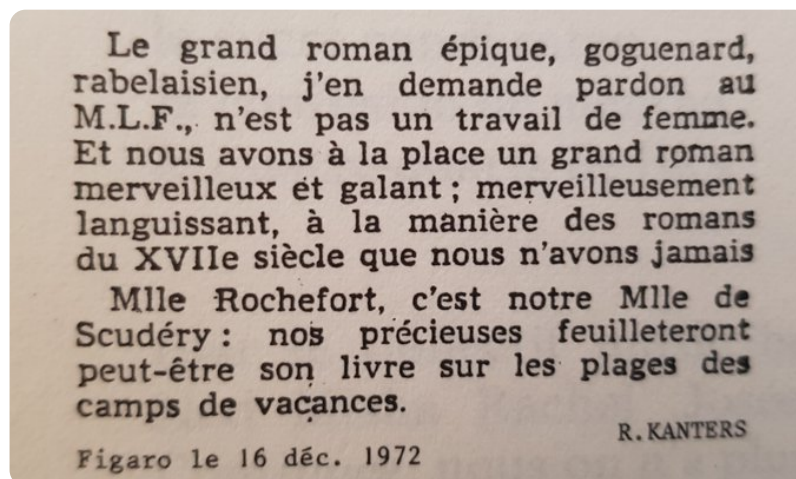 Le grand roman épique, goguenard,
rabelaisien, j'en demande pardon au
M.L.F., n'est pas un travail de femme.
Et nous avons à la place un grand roman
merveilleux et galant ; merveilleusement
languissant, à la manière des romans
du XVIIe siècle que nous n'avons jamais
Mlle Rochefort, c'est notre Mlle de
Scudéry : nos précieuses feuilleteront
peut-être son livre sur les plages des
camps de vacances.
R. KANTERS
Figaro le 16 déc. 1972